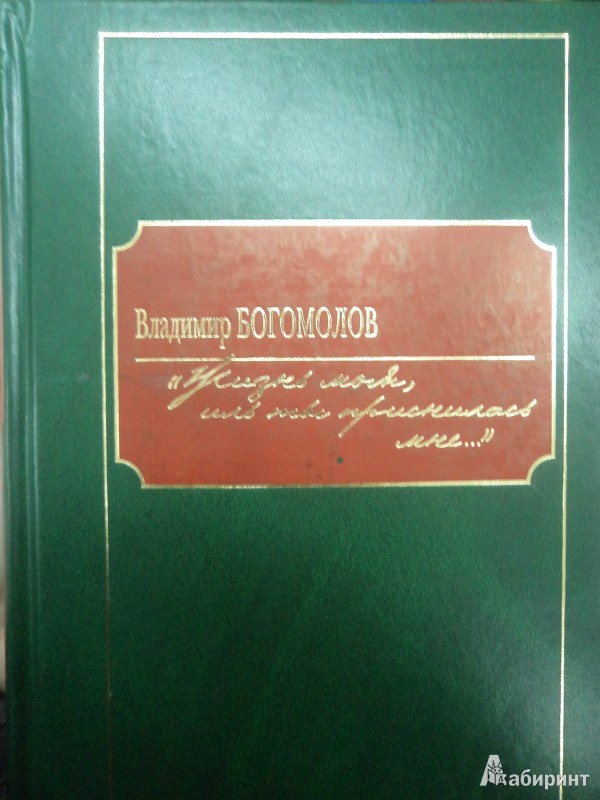 Владимир БОГОМОЛОВ
«Жизнь моя,
иль ты приснилась
мне...»
Лабиринт